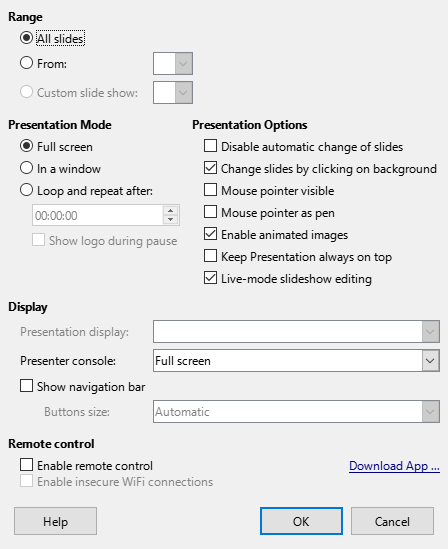 Range
All slides
From:
Custom slide show:
Presentation Mode
Full screen
In a window
Loop and repeat after:
00:00:00
Show logo during pause
Presentation Options
Disable automatic change of slides
Change slides by clicking on background
Mouse pointer visible
Mouse pointer as pen
Enable animated images
Keep Presentation always on top
Live-mode slideshow editing
Display
Presentation display:
Presenter console: Full screen
Show navigation bar
Buttons size: Automatic
Remote control
Enable remote control Download App ...
Enable insecure WiFi connections
Help OK Cancel